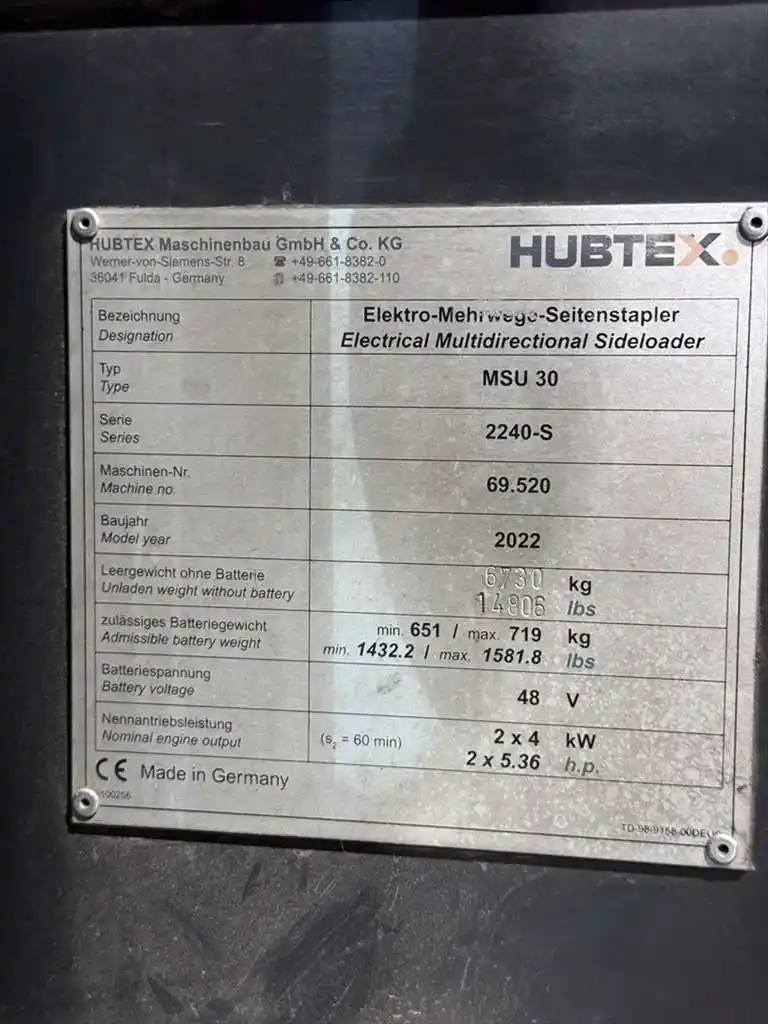 HUBTEX Maschinenbau GmbH & Co. KG
Werner-von-Siemens-Str. 8 ☎ +49-661-8382-0
36041 Fulda - Germany +49-661-8382-110
HUBTEX.
Bezeichnung Elektro-Mehrwege-Seitenstapler
Designation Electrical Multidirectional Sideloader
Typ
Type
MSU 30
Serie
Series
2240-S
Maschinen-Nr.
Machine no.
69.520
Baujahr
Model year
2022
Leergewicht ohne Batterie 6730 kg
Unladen weight without battery 14806 lbs
zulässiges Batteriegewicht min. 651 / max. 719 kg
Admissible battery weight min. 1432.2 / max. 1581.8 lbs
Batteriespannung
Battery voltage
48 V
Nennantriebsleistung
Nominal engine output
(s₂ = 60 min) 2 x 4 kW
2 x 5.36 h.p.
CE Made in Germany